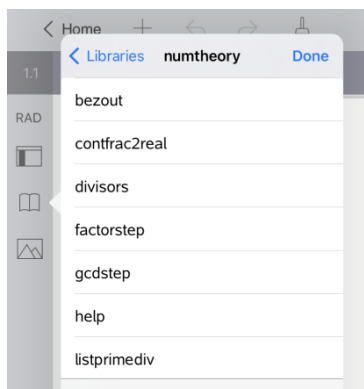 Home
Libraries numtheory Done
1.1
bezout
RAD
contfrac2real
divisors
factorstep
gcdstep
help
listprimediv